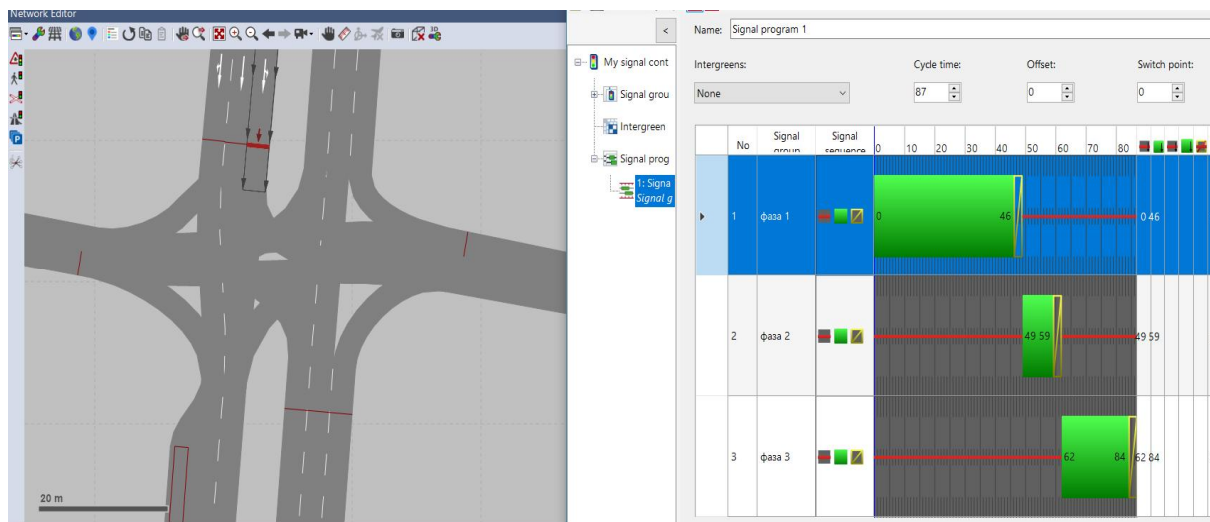 Network Editor
3D
P
20 m
<
My signal cont
Signal grou
Intergreen
Signal prog
1: Signa
Signal g
Name: Signal program 1
Intergreens: Cycle time: Offset: Switch point:
None 87 0 0
No Signal group Signal sequence 0 10 20 30 40 50 60 70 80
1 фаза 1 0 46 0 46
2 фаза 2 49 59 49 59
3 фаза 3 62 84 62 84